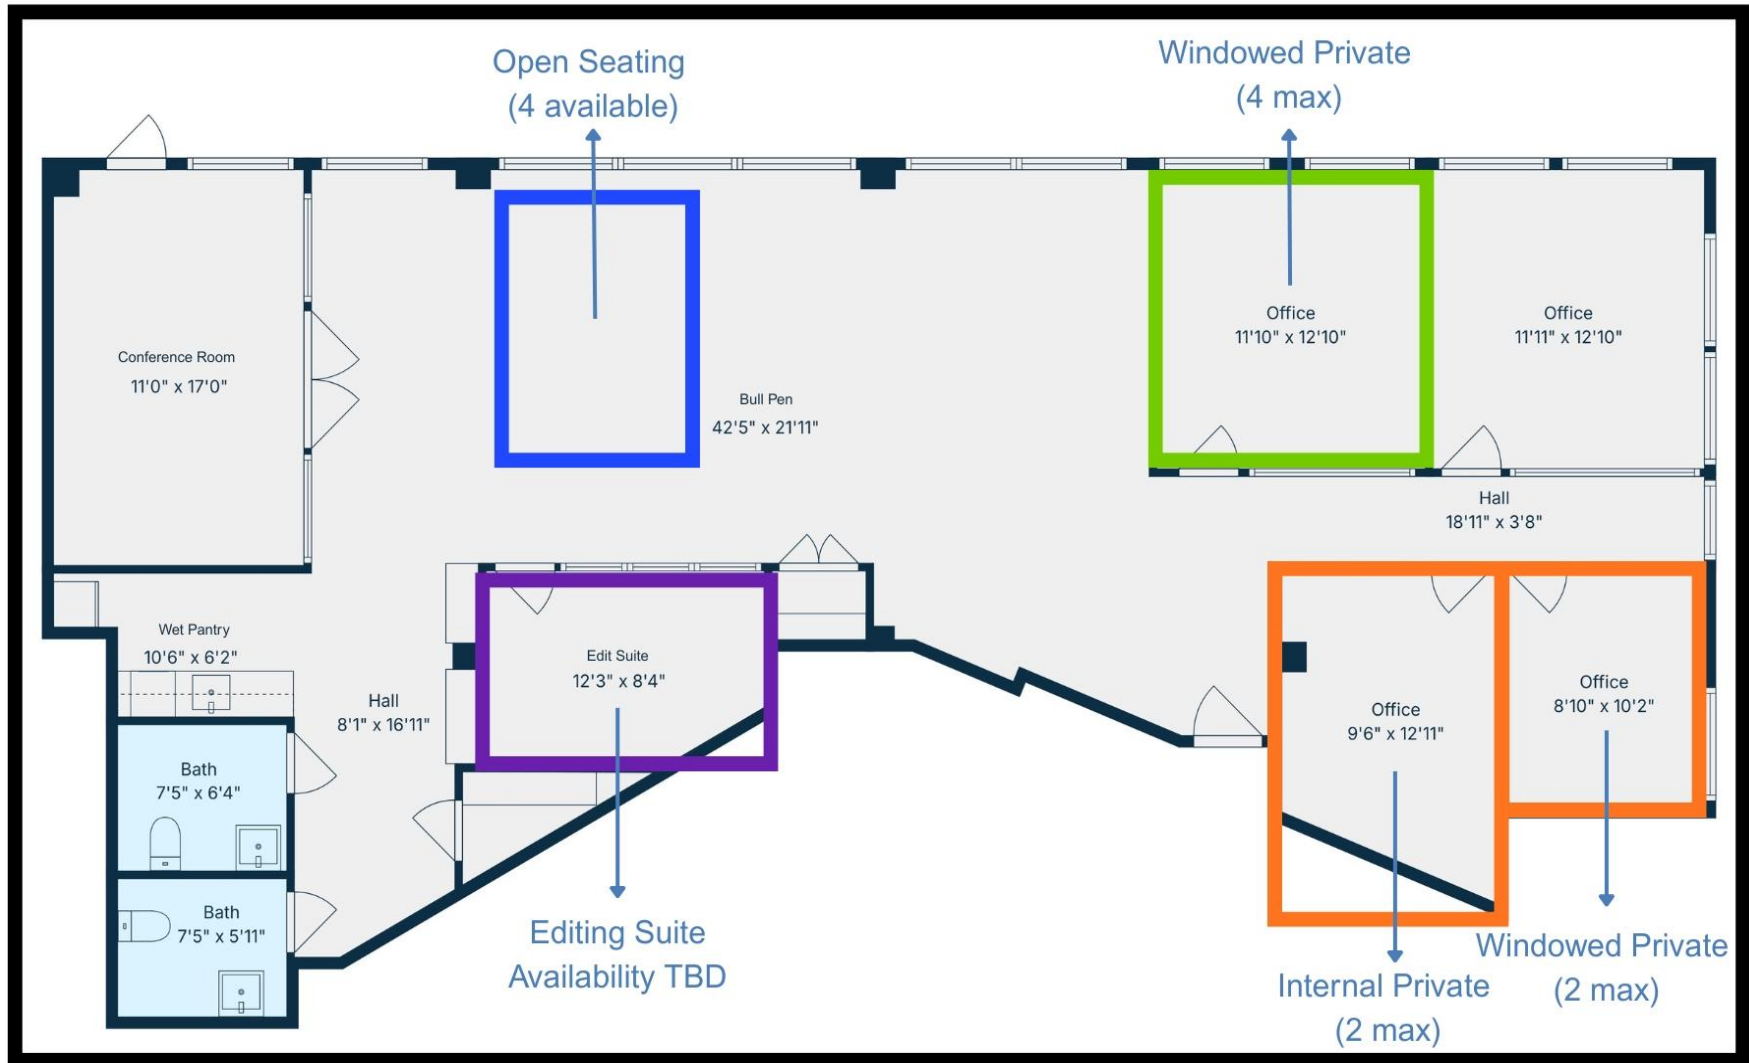 Open Seating
(4 available)
Windowed Private
(4 max)
Office
11'10" x 12'10"
Office
11'11" x 12'10"
Conference Room
11'0" x 17'0"
Bull Pen
42'5" x 21'11"
Hall
18'11" x 3'8"
Wet Pantry
10'6" x 6'2"
Edit Suite
12'3" x 8'4"
Hall
8'1" x 16'11"
Office
9'6" x 12'11"
Office
8'10" x 10'2"
Bath
7'5" x 6'4"
Bath
7'5" x 5'11"
Editing Suite
Availability TBD
Internal Private
(2 max)
Windowed Private
(2 max)